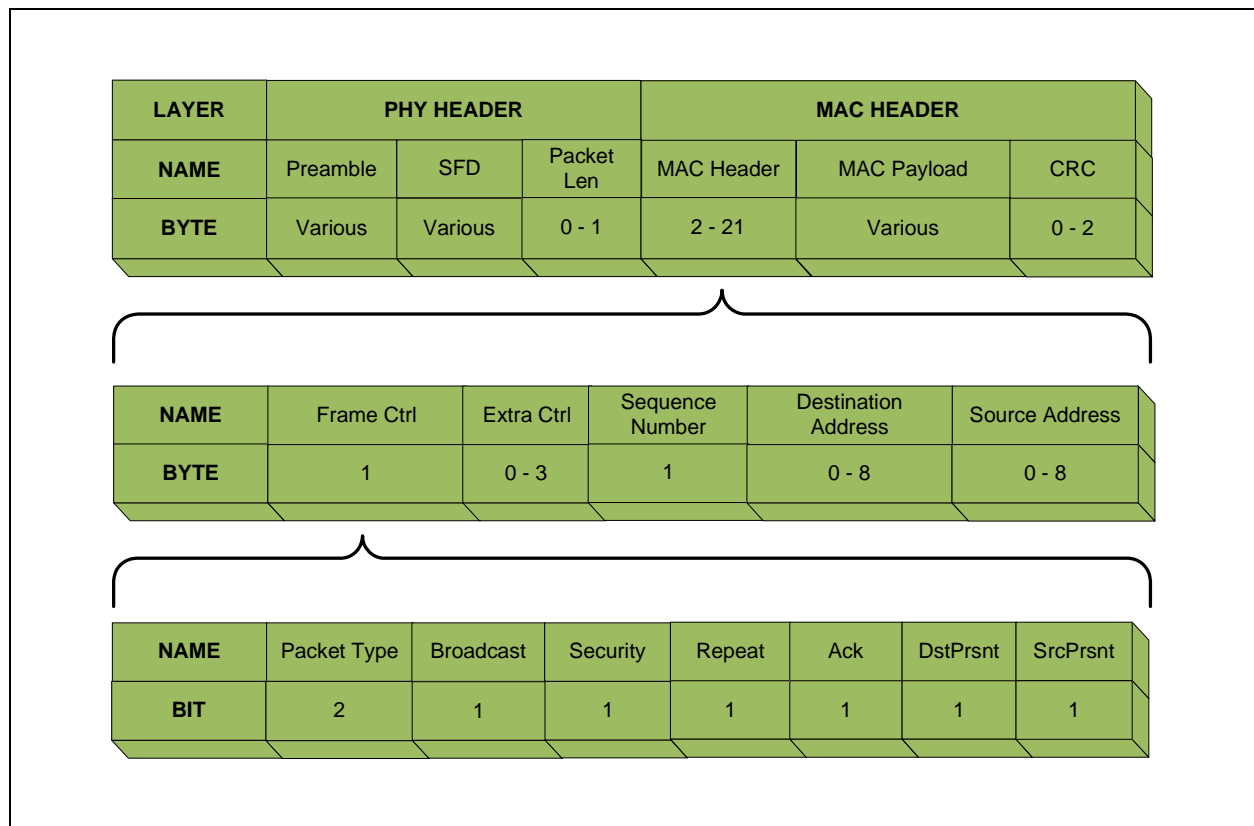 LAYER PHY HEADER MAC HEADER
NAME Preamble SFD Packet Len MAC Header MAC Payload CRC
BYTE Various Various 0 - 1 2 - 21 Various 0 - 2
NAME Frame Ctrl Extra Ctrl Sequence Number Destination Address Source Address
BYTE 1 0 - 3 1 0 - 8 0 - 8
NAME Packet Type Broadcast Security Repeat Ack DstPrsnt SrcPrsnt
BIT 2 1 1 1 1 1 1